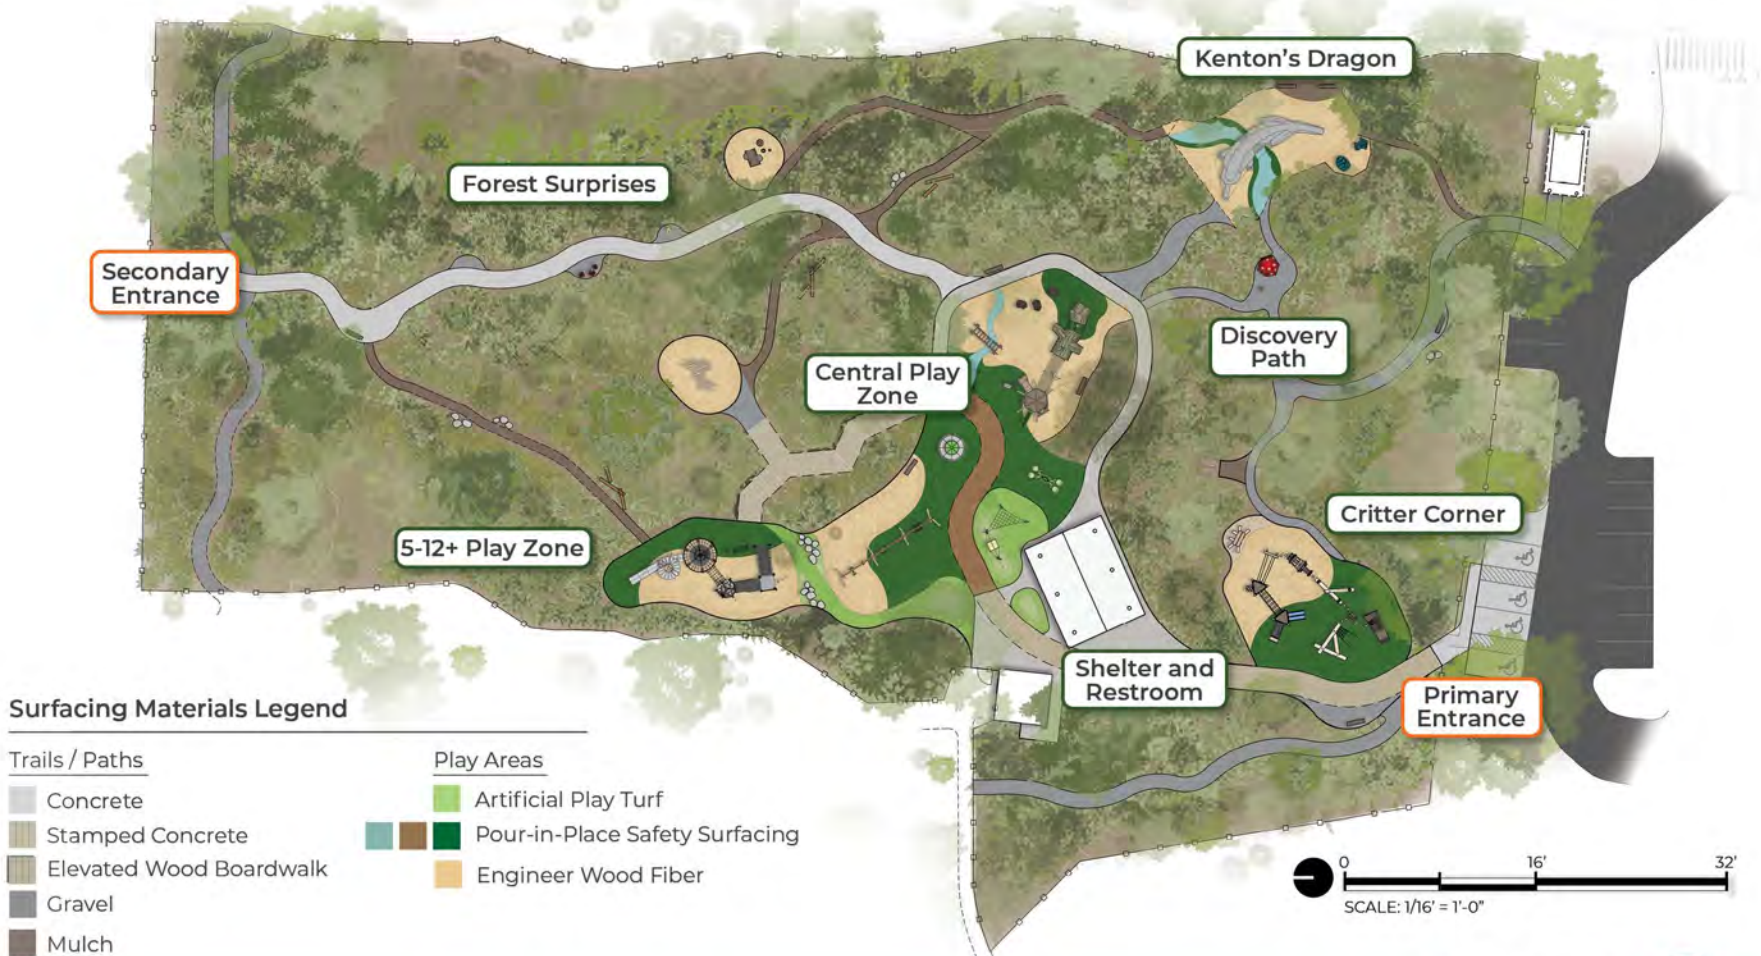 Kenton's Dragon
Forest Surprises
Secondary
Entrance
Discovery
Path
Central Play
Zone
Critter Corner
5-12+ Play Zone
Shelter and
Restroom
Primary
Entrance
Surfacing Materials Legend
Trails / Paths
Concrete
Stamped Concrete
Elevated Wood Boardwalk
Gravel
Mulch
Play Areas
Artificial Play Turf
Pour-in-Place Safety Surfacing
Engineer Wood Fiber
0 16' 32'
SCALE: 1/16' = 1'-0"